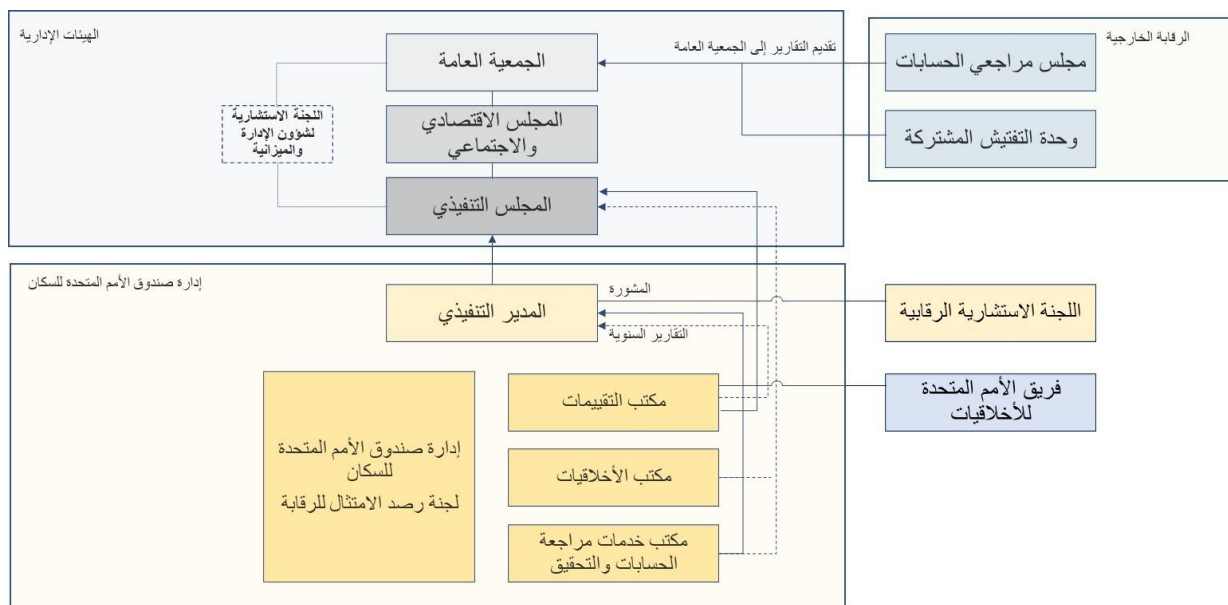 الرقابة الخارجية
مجلس مراجعي الحسابات
وحدة التفتيش المشتركة
تقديم التقارير إلى الجمعية العامة
الهيئات الإدارية
الجمعية العامة
المجلس الاقتصادي
والاجتماعي
المجلس التنفيذي
اللجنة الاستشارية
لشؤون الإدارة
والميزانية
إدارة صندوق الأمم المتحدة للسكان
المدير التنفيذي
المشورة
التقارير السنوية
اللجنة الاستشارية الرقابية
فريق الأمم المتحدة
للأخلاقيات
مكتب التقييمات
مكتب الأخلاقيات
مكتب خدمات مراجعة
الحسابات والتحقيق
إدارة صندوق الأمم المتحدة
للسكان
لجنة رصد الامتثال للرقابة